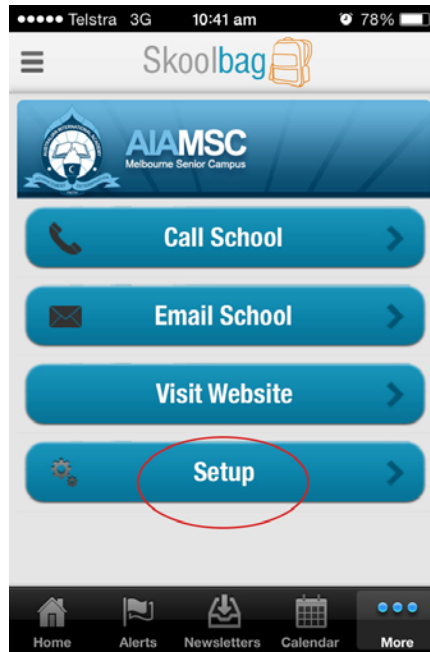 Telstra 3G 10:41 am 78%
Skoolbag
AIAMSC
Melbourne Senior Campus
Call School
Email School
Visit Website
Setup
Home Alerts Newsletters Calendar More